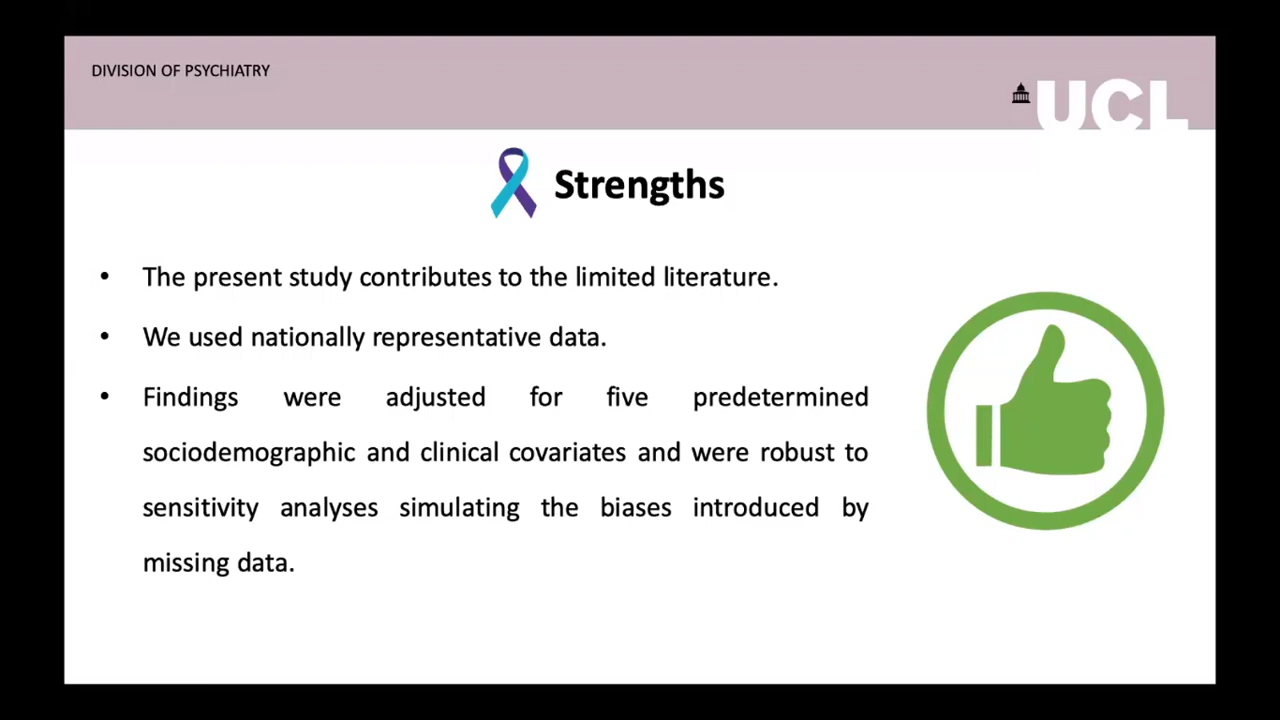 DIVISION OF PSYCHIATRY
UCL
Strengths
• The present study contributes to the limited literature.
• We used nationally representative data.
• Findings were adjusted for five predetermined
sociodemographic and clinical covariates and were robust to
sensitivity analyses simulating the biases introduced by
missing data.